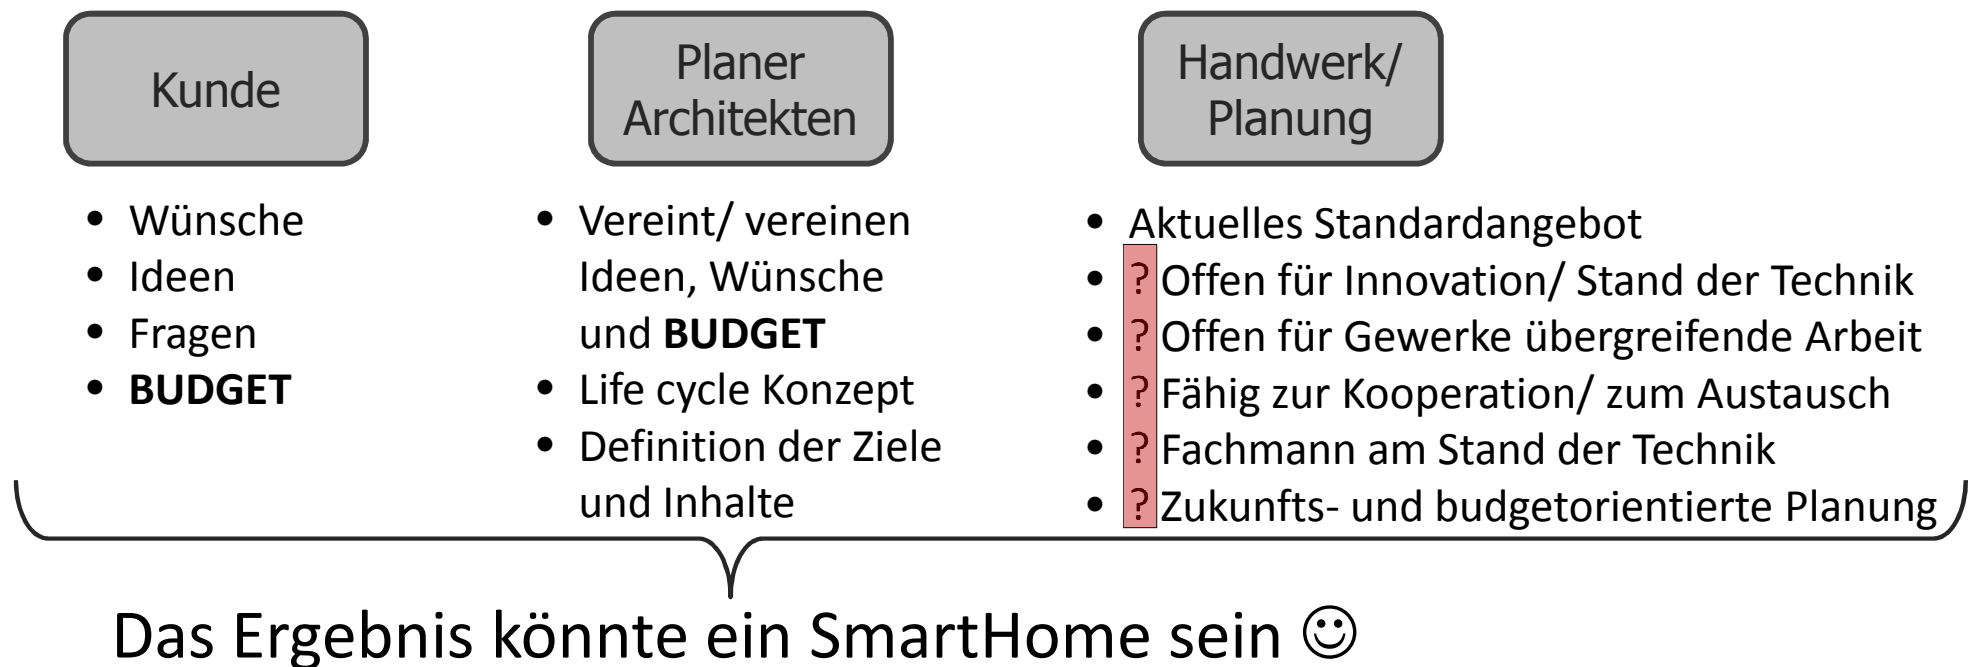 Kunde
Planer
Architekten
Handwerk/
Planung
• Wünsche
• Ideen
• Fragen
• BUDGET
• Vereint/ vereinen
Ideen, Wünsche
und BUDGET
• Life cycle Konzept
• Definition der Ziele
und Inhalte
• Aktuelles Standardangebot
• ? Offen für Innovation/ Stand der Technik
• ? Offen für Gewerke übergreifende Arbeit
• ? Fähig zur Kooperation/ zum Austausch
• ? Fachmann am Stand der Technik
• ? Zukunfts- und budgetorientierte Planung
Das Ergebnis könnte ein SmartHome sein ☺